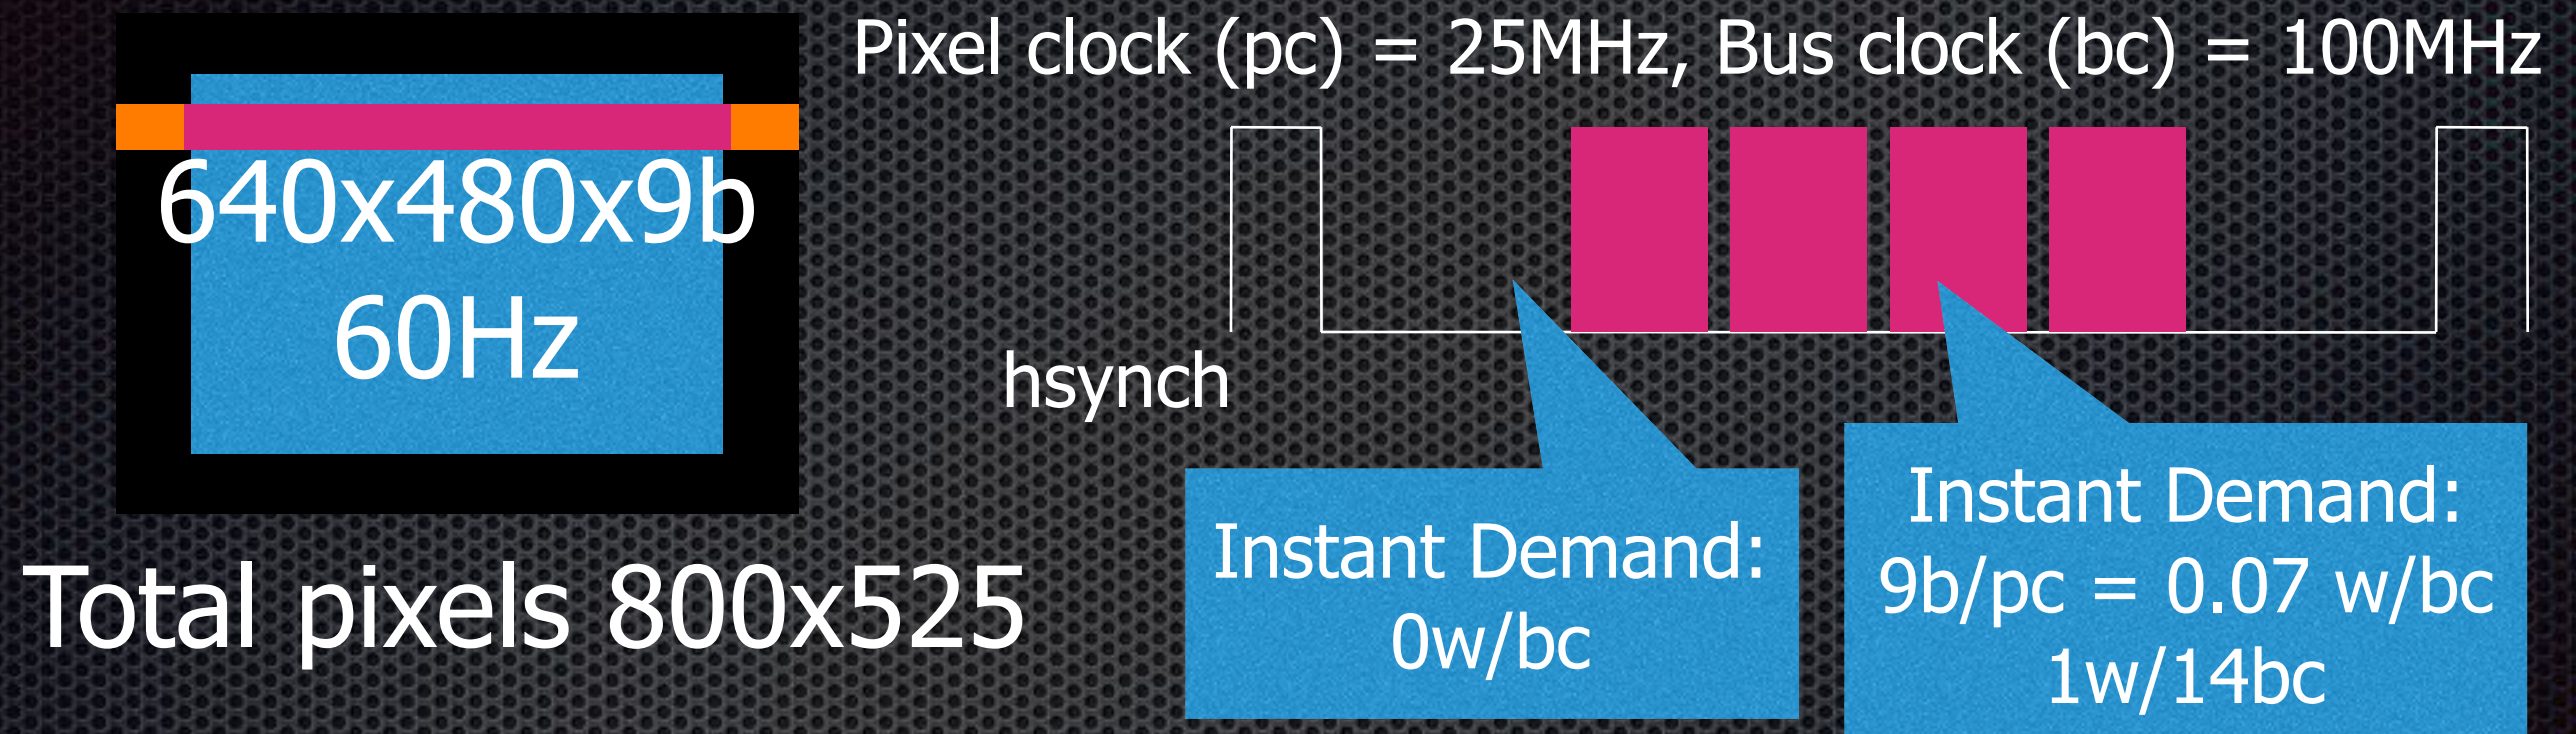 Pixel clock (pc) = 25MHz, Bus clock (bc) = 100MHz
640x480x9b
60Hz
hsynch
Total pixels 800x525
Instant Demand:
0w/bc
Instant Demand:
9b/pc = 0.07 w/bc
1w/14bc